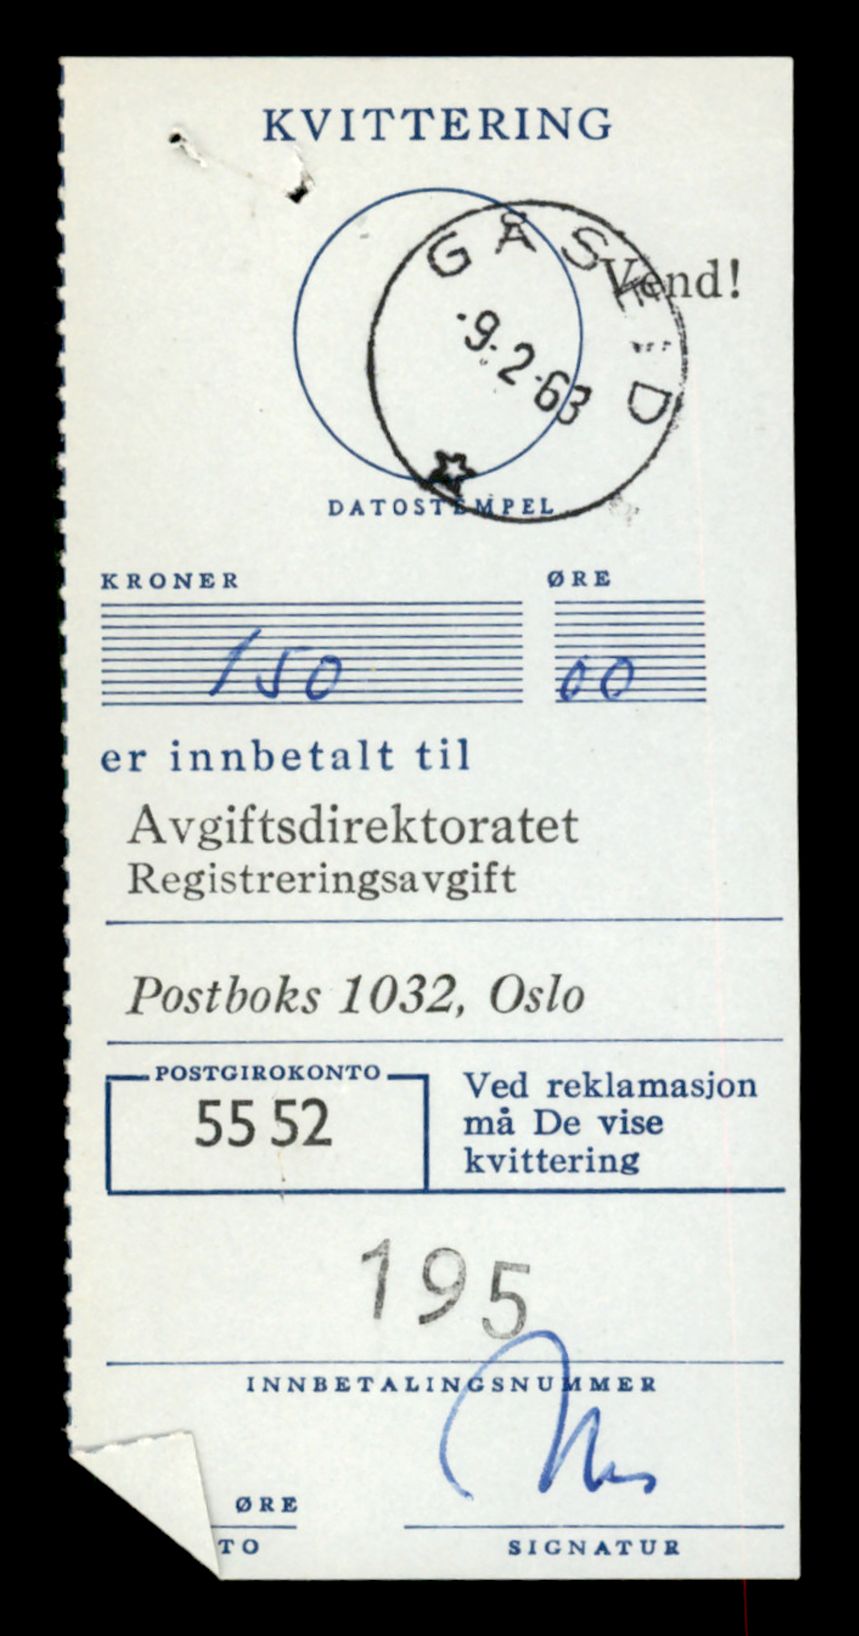 KVITTERING
GÅSEID
Vend!
-9.-2-63
DATOSTEMPEL
KRONER ØRE
150 00
er innbetalt til
Avgiftsdirektoratet
Registreringsavgift
Postboks 1032, Oslo
POSTGIROKONTO
55 52
Ved reklamasjon
må De vise
kvittering
195
INNBETALINGSNUMMER
ØRE
TO
SIGNATUR